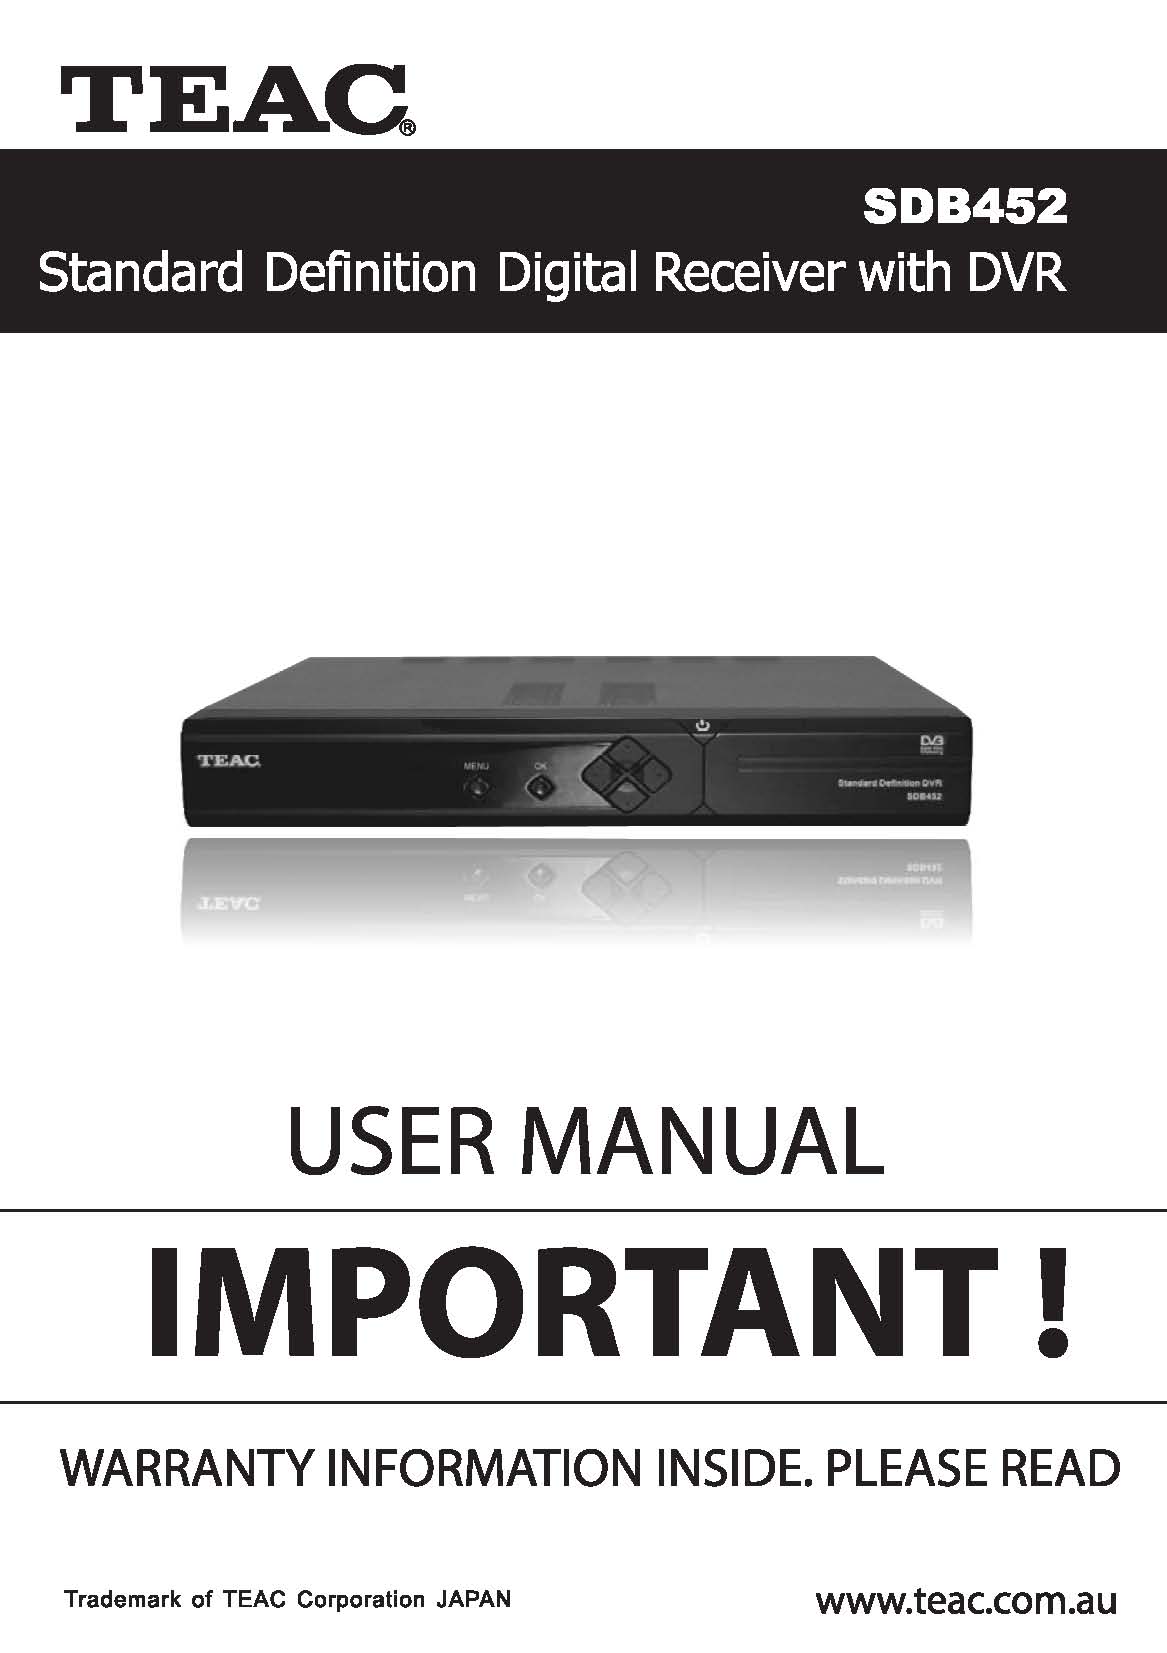 TEAC®
SDB452
Standard Definition Digital Receiver with DVR
TEAC
MENU
OK
DVB
Standard Definition DVR
SDB452
USER MANUAL
IMPORTANT !
WARRANTY INFORMATION INSIDE. PLEASE READ
Trademark of TEAC Corporation JAPAN
www.teac.com.au